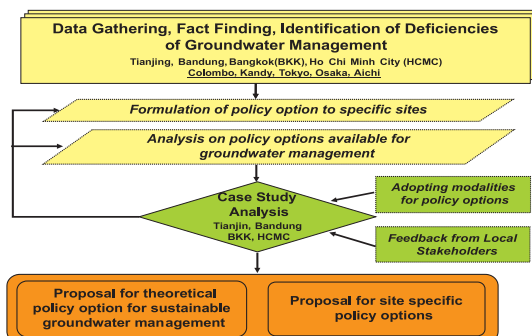 Data Gathering, Fact Finding, Identification of Deficiencies
of Groundwater Management
Tianjing, Bandung,Bangkok(BKK),Ho Chi Minh City (HCMC)
Colombo, Kandy, Tokyo, Osaka, Aichi
Formulation of policy option to specific sites
Analysis on policy options available for
groundwater management
Case Study
Analysis
Tianjin, Bandung
BKK, HCMC
Adopting modalities
for policy options
Feedback from Local
Stakeholders
Proposal for theoretical
policy option for sustainable
groundwater management
Proposal for site specific
policy options